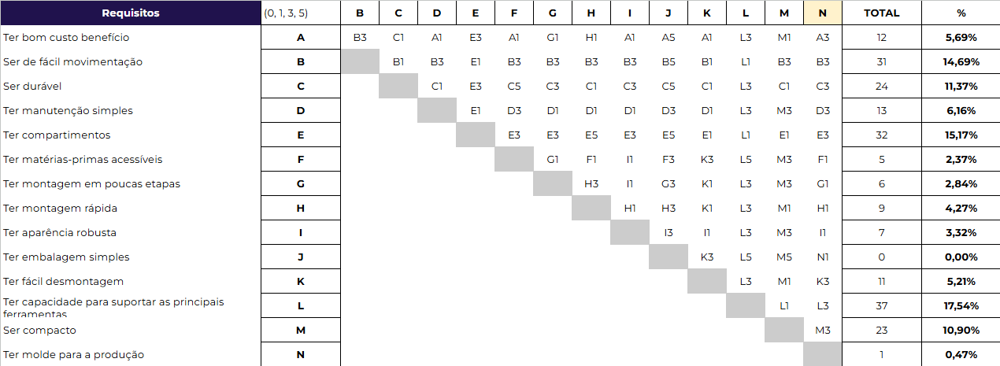 Requisitos (0, 1, 3, 5) B C D E F G H I J K L M N TOTAL %
Ter bom custo benefício A B3 C1 A1 E3 A1 G1 H1 A1 A5 A1 L3 M1 A3 12 5,69%
Ser de fácil movimentação B C B1 B3 E1 B3 B3 B3 B3 B5 B1 L1 B3 B3 31 14,69%
Ser durável C C1 E3 C5 C3 C1 C3 C5 C1 L3 C1 C3 24 11,37%
Ter manutenção simples D E1 D3 D1 D1 D1 D3 D1 L3 M3 D3 13 6,16%
Ter compartimentos E E3 E3 E5 E3 E5 E1 L1 E1 E3 32 15,17%
Ter matérias-primas acessíveis F G1 F1 I1 F3 K3 L5 M3 F1 5 2,37%
Ter montagem em poucas etapas G H3 I1 G3 K1 L3 M3 G1 6 2,84%
Ter montagem rápida H I1 H3 K1 L3 M1 H1 9 4,27%
Ter aparência robusta I I3 I1 L3 M3 I1 7 3,32%
Ter embalagem simples J K3 L5 M5 N1 0 0,00%
Ter fácil desmontagem K L3 M1 K3 11 5,21%
Ter capacidade para suportar as principais
ferramentas L L1 L3 37 17,54%
Ser compacto M M3 23 10,90%
Ter molde para a produção N 1 0,47%